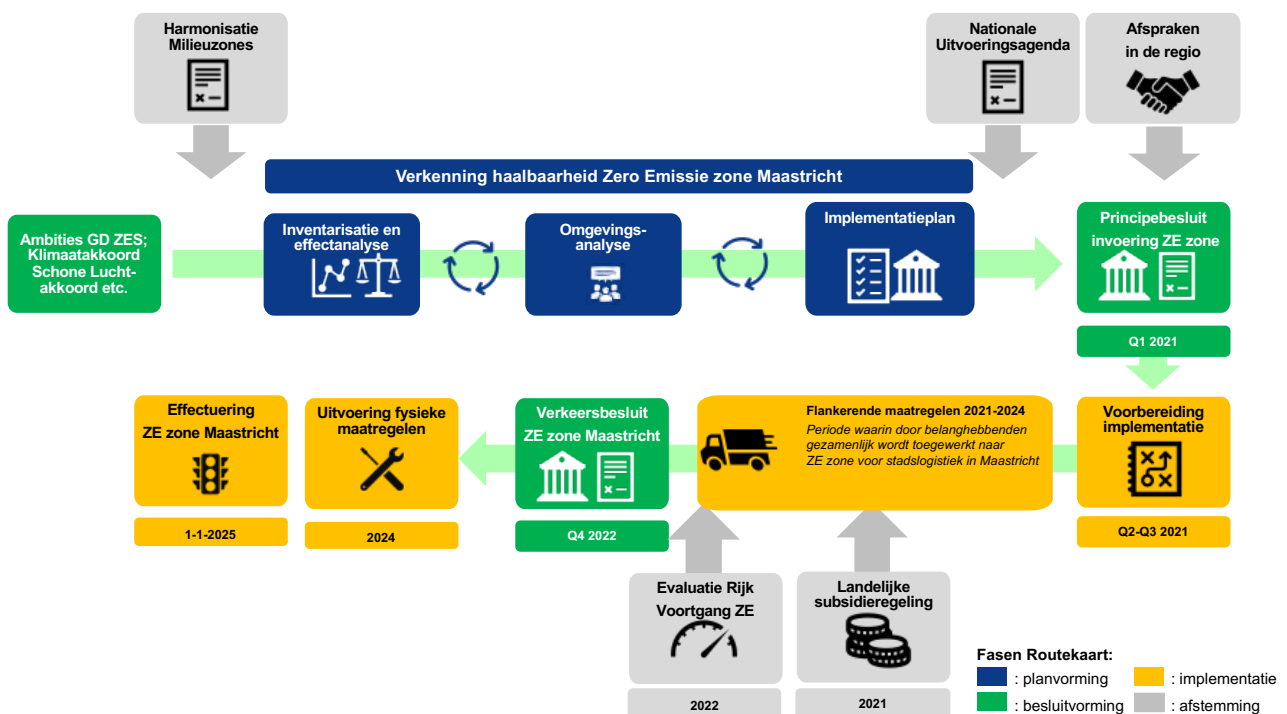 Harmonisatie
Milieuzones
Nationale
Uitvoeringsagenda
Afspraken
in de regio
Verkenning haalbaarheid Zero Emissie zone Maastricht
Ambities GD ZES;
Klimaatakkoord
Schone Lucht-
akkoord etc.
Inventarisatie en
effectanalyse
Omgevings-
analyse
Implementatieplan
Principebesluit
invoering ZE zone
Q1 2021
Effectuering
ZE zone Maastricht
1-1-2025
Uitvoering fysieke
maatregelen
2024
Verkeersbesluit
ZE zone Maastricht
Q4 2022
Flankerende maatregelen 2021-2024
Periode waarin door belanghebbenden
gezamenlijk wordt toegewerkt naar
ZE zone voor stadslogistiek in Maastricht
Voorbereiding
implementatie
Q2-Q3 2021
Evaluatie Rijk
Voortgang ZE
2022
Landelijke
subsidieregeling
2021
Fasen Routekaart:
: planvorming
: implementatie
: besluitvorming
: afstemming